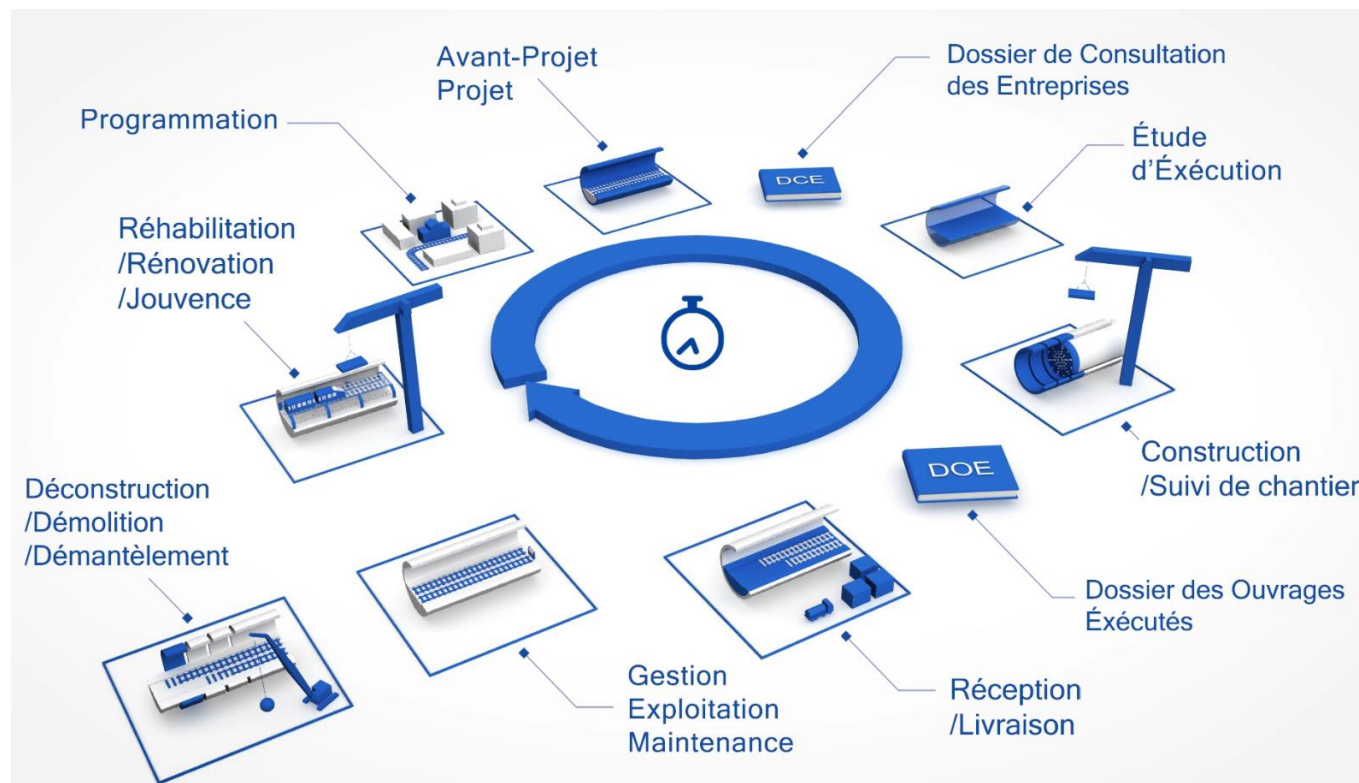 Avant-Projet
Projet
Dossier de Consultation
des Entreprises
Programmation
Étude
d'Éxécution
DCE
Réhabilitation
/Rénovation
/Jouvence
Construction
/Suivi de chantier
DOE
Déconstruction
/Démolition
/Démantèlement
Dossier des Ouvrages
Éxécutés
Gestion
Exploitation
Maintenance
Réception
/Livraison